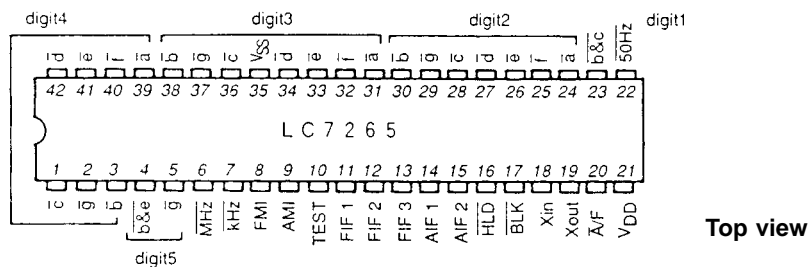 digit4 digit3 digit2 digit1
d̅ e̅ f̅ a̅ b̅ g̅ c̅ VSS d̅ e̅ f̅ a̅ b̅ g̅ c̅ d̅ e̅ f̅ a̅ b&c 50Hz
42 41 40 39 38 37 36 35 34 33 32 31 30 29 28 27 26 25 24 23 22
LC7265
1 2 3 4 5 6 7 8 9 10 11 12 13 14 15 16 17 18 19 20 21
c̅ g̅ b̅ b&e g̅ MHz kHz FMI AMI TEST FIF 1 FIF 2 FIF 3 AIF 1 AIF 2 HLD BLK Xin Xout A̅/F VDD
digit5
Top view